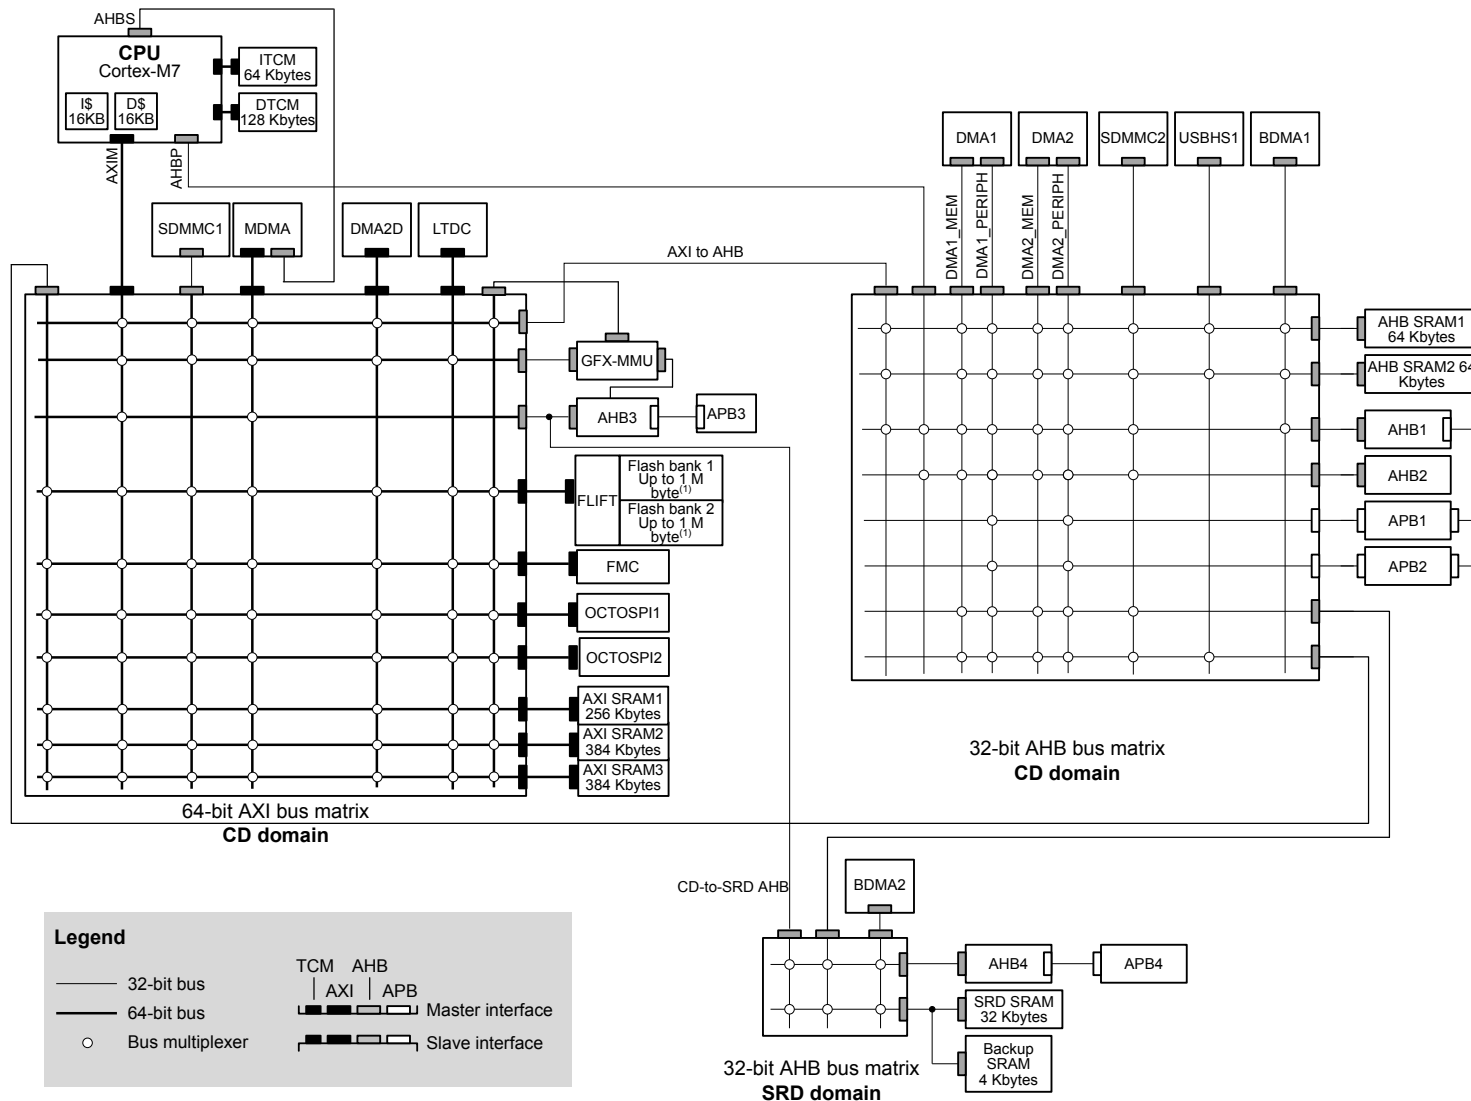 AHBS
CPU
Cortex-M7
I$
16KB
D$
16KB
ITCM
64 Kbytes
DTCM
128 Kbytes
AXIM
AHBP
SDMMC1
MDMA
DMA2D
LTDC
AXI to AHB
DMA1
DMA2
SDMMC2
USBHS1
BDMA1
DMA1_MEM
DMA1_PERIPH
DMA2_MEM
DMA2_PERIPH
GFX-MMU
AHB3
APB3
FLIFT
Flash bank 1
Up to 1 M
byte(1)
Flash bank 2
Up to 1 M
byte(1)
FMC
OCTOSPI1
OCTOSPI2
AXI SRAM1
256 Kbytes
AXI SRAM2
384 Kbytes
AXI SRAM3
384 Kbytes
64-bit AXI bus matrix
CD domain
AHB SRAM1
64 Kbytes
AHB SRAM2 64
Kbytes
AHB1
AHB2
APB1
APB2
32-bit AHB bus matrix
CD domain
CD-to-SRD AHB
BDMA2
AHB4
APB4
SRD SRAM
32 Kbytes
Backup
SRAM
4 Kbytes
32-bit AHB bus matrix
SRD domain
Legend
32-bit bus
64-bit bus
Bus multiplexer
TCM
AHB
AXI
APB
Master interface
Slave interface